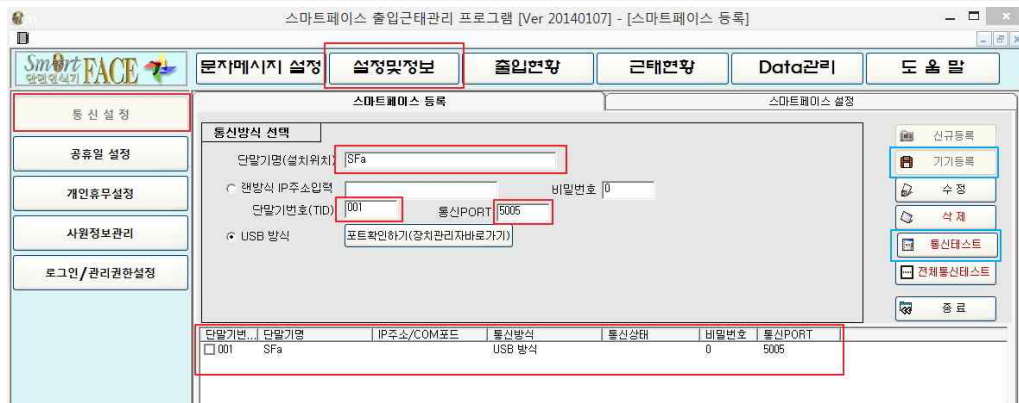 스마트페이스 출입근태관리 프로그램 [Ver 20140107] - [스마트페이스 등록]
Smart FACE
안면인식기
문자메시지 설정 설정및정보 출입현황 근태현황 Data관리 도 움 말
통 신 설 정
공휴일 설정
개인휴무설정
사원정보관리
로그인/관리권한설정
스마트페이스 등록 스마트페이스 설정
통신방식 선택
단말기명(설치위치) SFa
랜방식 IP주소입력 비밀번호 0
단말기번호(TID) 001 통신PORT 5005
USB 방식 포트확인하기(장치관리자바로가기)
신규등록
기기등록
수 정
삭 제
통신테스트
전체통신테스트
종 료
단말기번... 단말기명 IP주소/COM포트 통신방식 통신상태 비밀번호 통신PORT
001 SFa USB 방식 0 5005